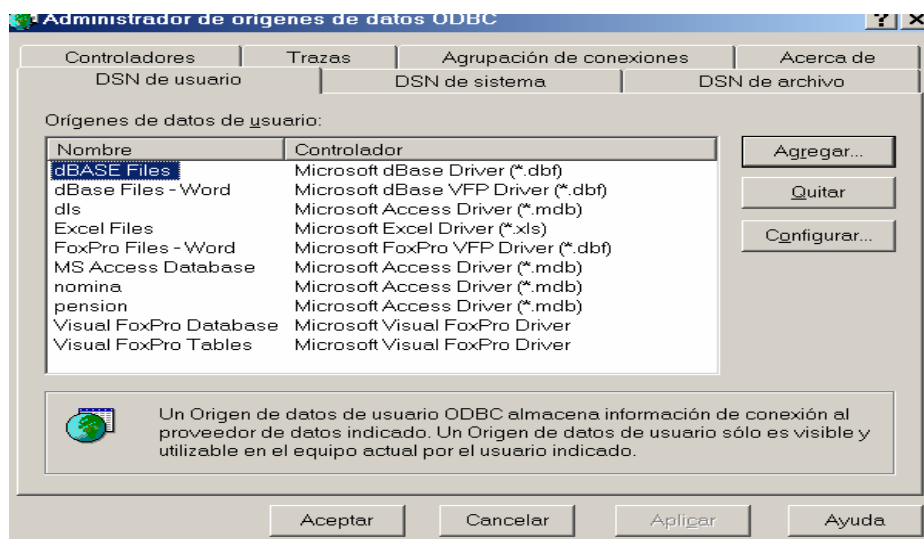 Administrador de orígenes de datos ODBC
Controladores Trazas Agrupación de conexiones Acerca de
DSN de usuario DSN de sistema DSN de archivo
Orígenes de datos de usuario:
Nombre Controlador
dBASE Files Microsoft dBase Driver (*.dbf)
dBase Files - Word Microsoft dBase VFP Driver (*.dbf)
dls Microsoft Access Driver (*.mdb)
Excel Files Microsoft Excel Driver (*.xls)
FoxPro Files - Word Microsoft FoxPro VFP Driver (*.dbf)
MS Access Database Microsoft Access Driver (*.mdb)
nomina Microsoft Access Driver (*.mdb)
pension Microsoft Access Driver (*.mdb)
Visual FoxPro Database Microsoft Visual FoxPro Driver
Visual FoxPro Tables Microsoft Visual FoxPro Driver
Agregar...
Quitar
Configurar...
Un Origen de datos de usuario ODBC almacena información de conexión al
proveedor de datos indicado. Un Origen de datos de usuario sólo es visible y
utilizable en el equipo actual por el usuario indicado.
Aceptar Cancelar Aplicar Ayuda